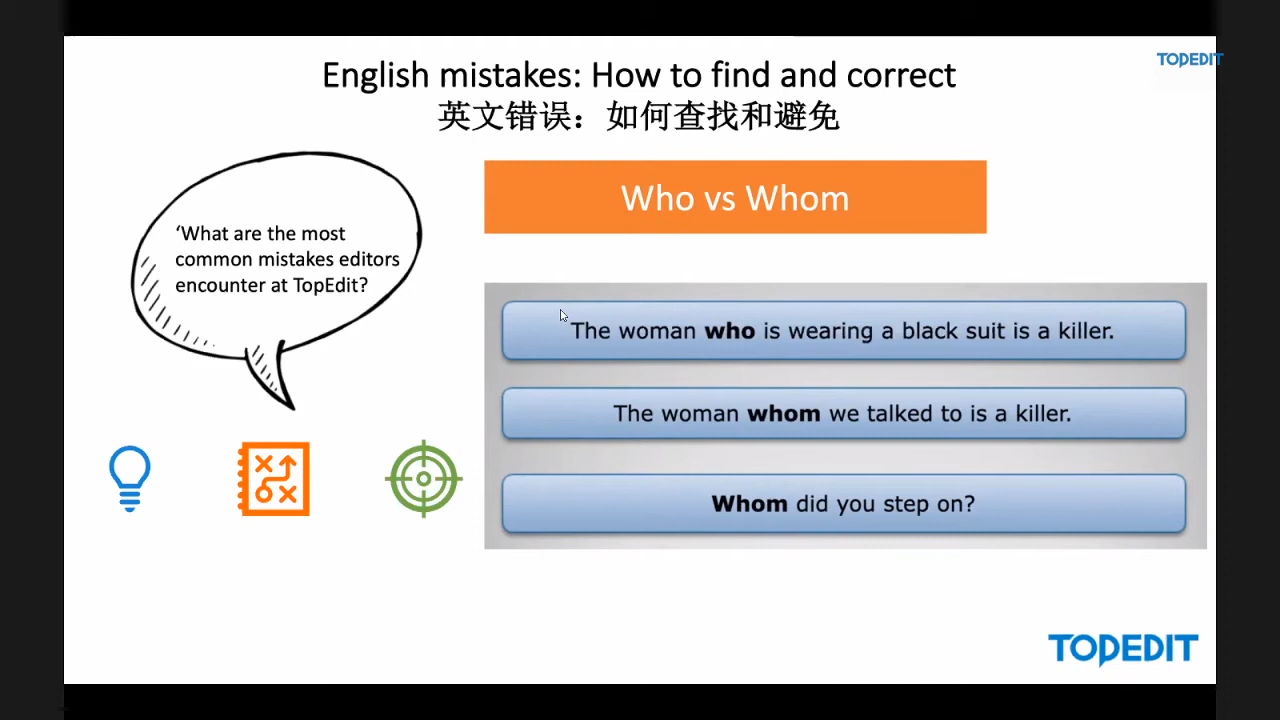 TOPEDIT
English mistakes: How to find and correct
英文错误：如何查找和避免
‘What are the most
common mistakes editors
encounter at TopEdit?
Who vs Whom
The woman who is wearing a black suit is a killer.
The woman whom we talked to is a killer.
Whom did you step on?
TOPEDIT